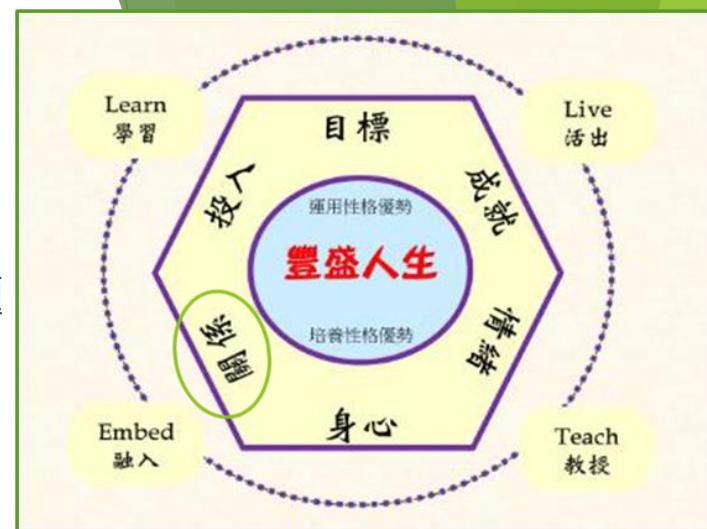 Learn
學習
Live
活出
目標
投入
成就
運用性格優勢
豐盛人生
培養性格優勢
關係
情緒
身心
Embed
融入
Teach
教授